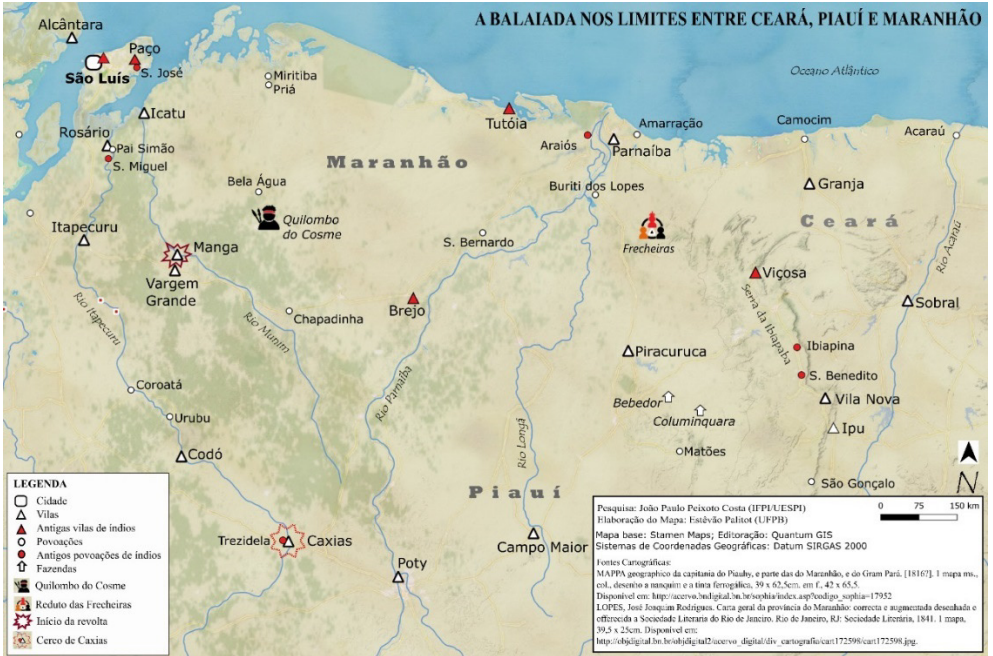 A BALAIADA NOS LIMITES ENTRE CEARÁ, PIAUÍ E MARANHÃO
Alcântara
Paço
São Luís
S. José
Miritiba
Priá
Oceano Atlântico
Icatu
Tutóia
Amarração
Camocim
Acaraú
Rosário
Pai Simão
S. Miguel
Araiós
Parnaíba
Maranhão
Bela Água
Buriti dos Lopes
Granja
Quilombo
do Cosme
Ceará
Itapecuru
S. Bernardo
Frecheiras
Rio Acaraú
Manga
Vargem
Grande
Viçosa
Serra da Ibiapaba
Sobral
Rio Itapecuru
Rio Munim
Chapadinha
Brejo
Ibiapina
Piracuruca
S. Benedito
Rio Parnaíba
Coroatá
Bebedor
Columinquara
Vila Nova
Urubu
Ipu
Rio Longá
Codó
Matões
São Gonçalo
N
Piauí
Trezidela
Caxias
Campo Maior
Poty
LEGENDA
Cidade
Vilas
Antigas vilas de índios
Povoações
Antigos povoações de índios
Fazendas
Quilombo do Cosme
Reduto das Frecheiras
Início da revolta
Cerco de Caxias
Pesquisa: João Paulo Peixoto Costa (IFPI/UESPI)
Elaboração do Mapa: Estêvão Palitot (UFPB)
0 75 150 km
Mapa base: Stamen Maps; Editoração: Quantum GIS
Sistemas de Coordenadas Geográficas: Datum SIRGAS 2000
Fontes Cartográficas:
MAPPA geographico da capitania do Piauhy, e parte das do Maranhão, e do Gram Pará. [1816?]. 1 mapa ms.,
col., desenho a nanquim e a tinta ferrogálica, 39 x 62,5cm. em f., 42 x 65,5.
Disponível em: http://acervo.bndigital.bn.br/sophia/index.asp?codigo_sophia=17952
LOPES, José Joaquim Rodrigues. Carta geral da provincia do Maranhão: correcta e augmentada desenhada e
offerecida a Sociedade Literaria do Rio de Janeiro. Rio de Janeiro, RJ: Sociedade Literária, 1841. 1 mapa,
39,5 x 25cm. Disponível em:
http://objdigital.bn.br/objdigital2/acervo_digital/div_cartografia/cart172598/cart172598.jpg.